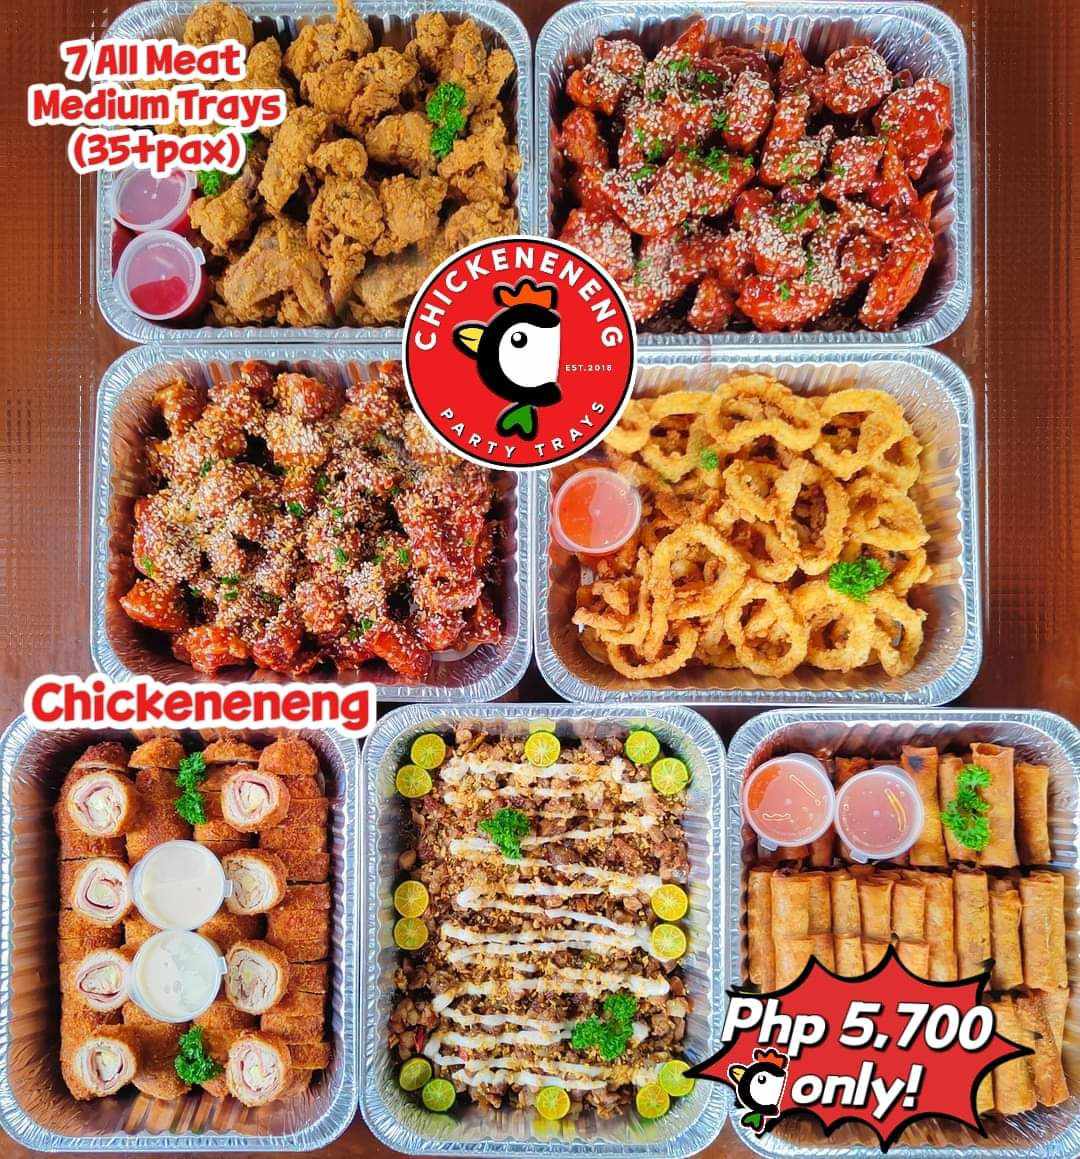 7 All Meat
Medium Trays
(35+pax)
CHICKENENENG
EST.2018
PARTY TRAYS
Chickeneneng
Php 5,700
only!